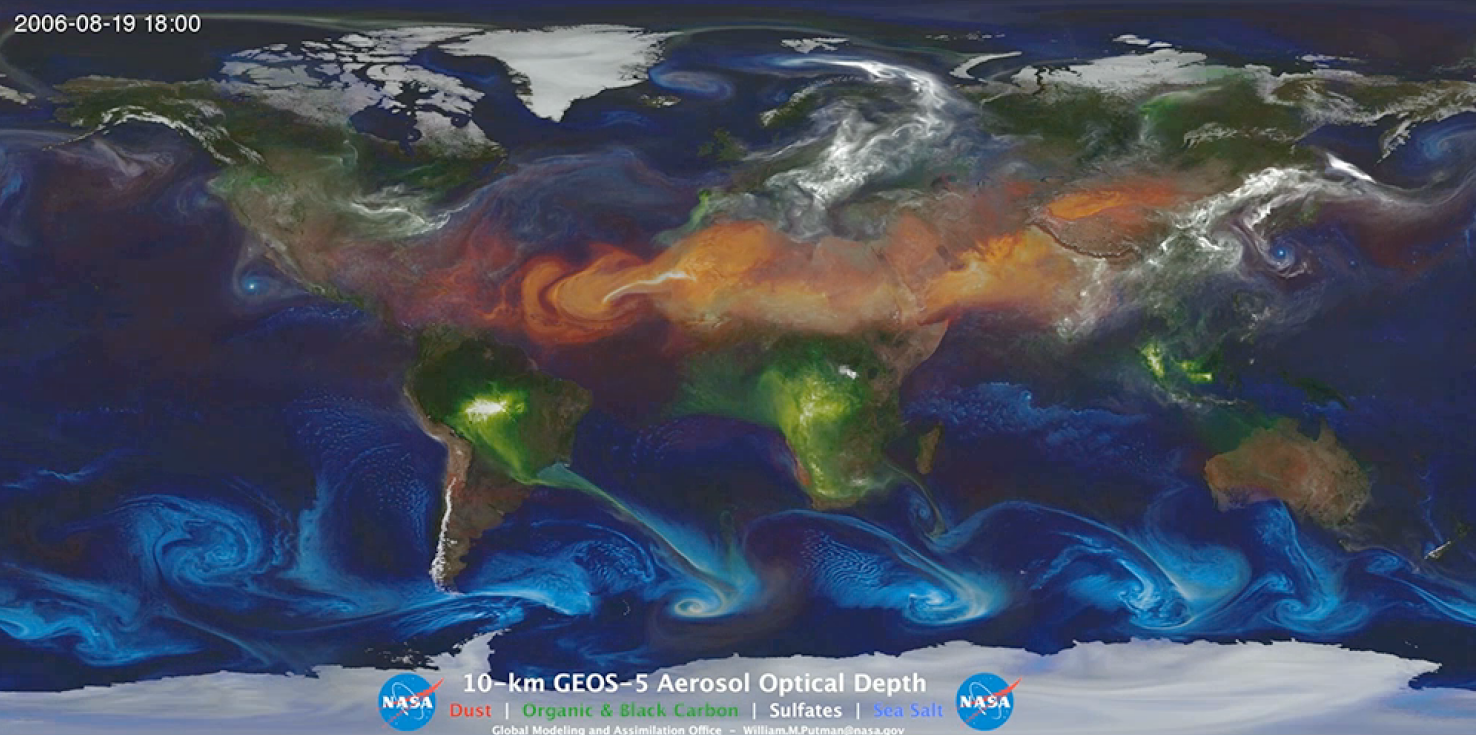 2006-08-19 18:00
10-km GEOS-5 Aerosol Optical Depth
NASA
NASA
Dust | Organic & Black Carbon | Sulfates | Sea Salt
Global Modeling and Assimilation Office - William.M.Putman@nasa.gov